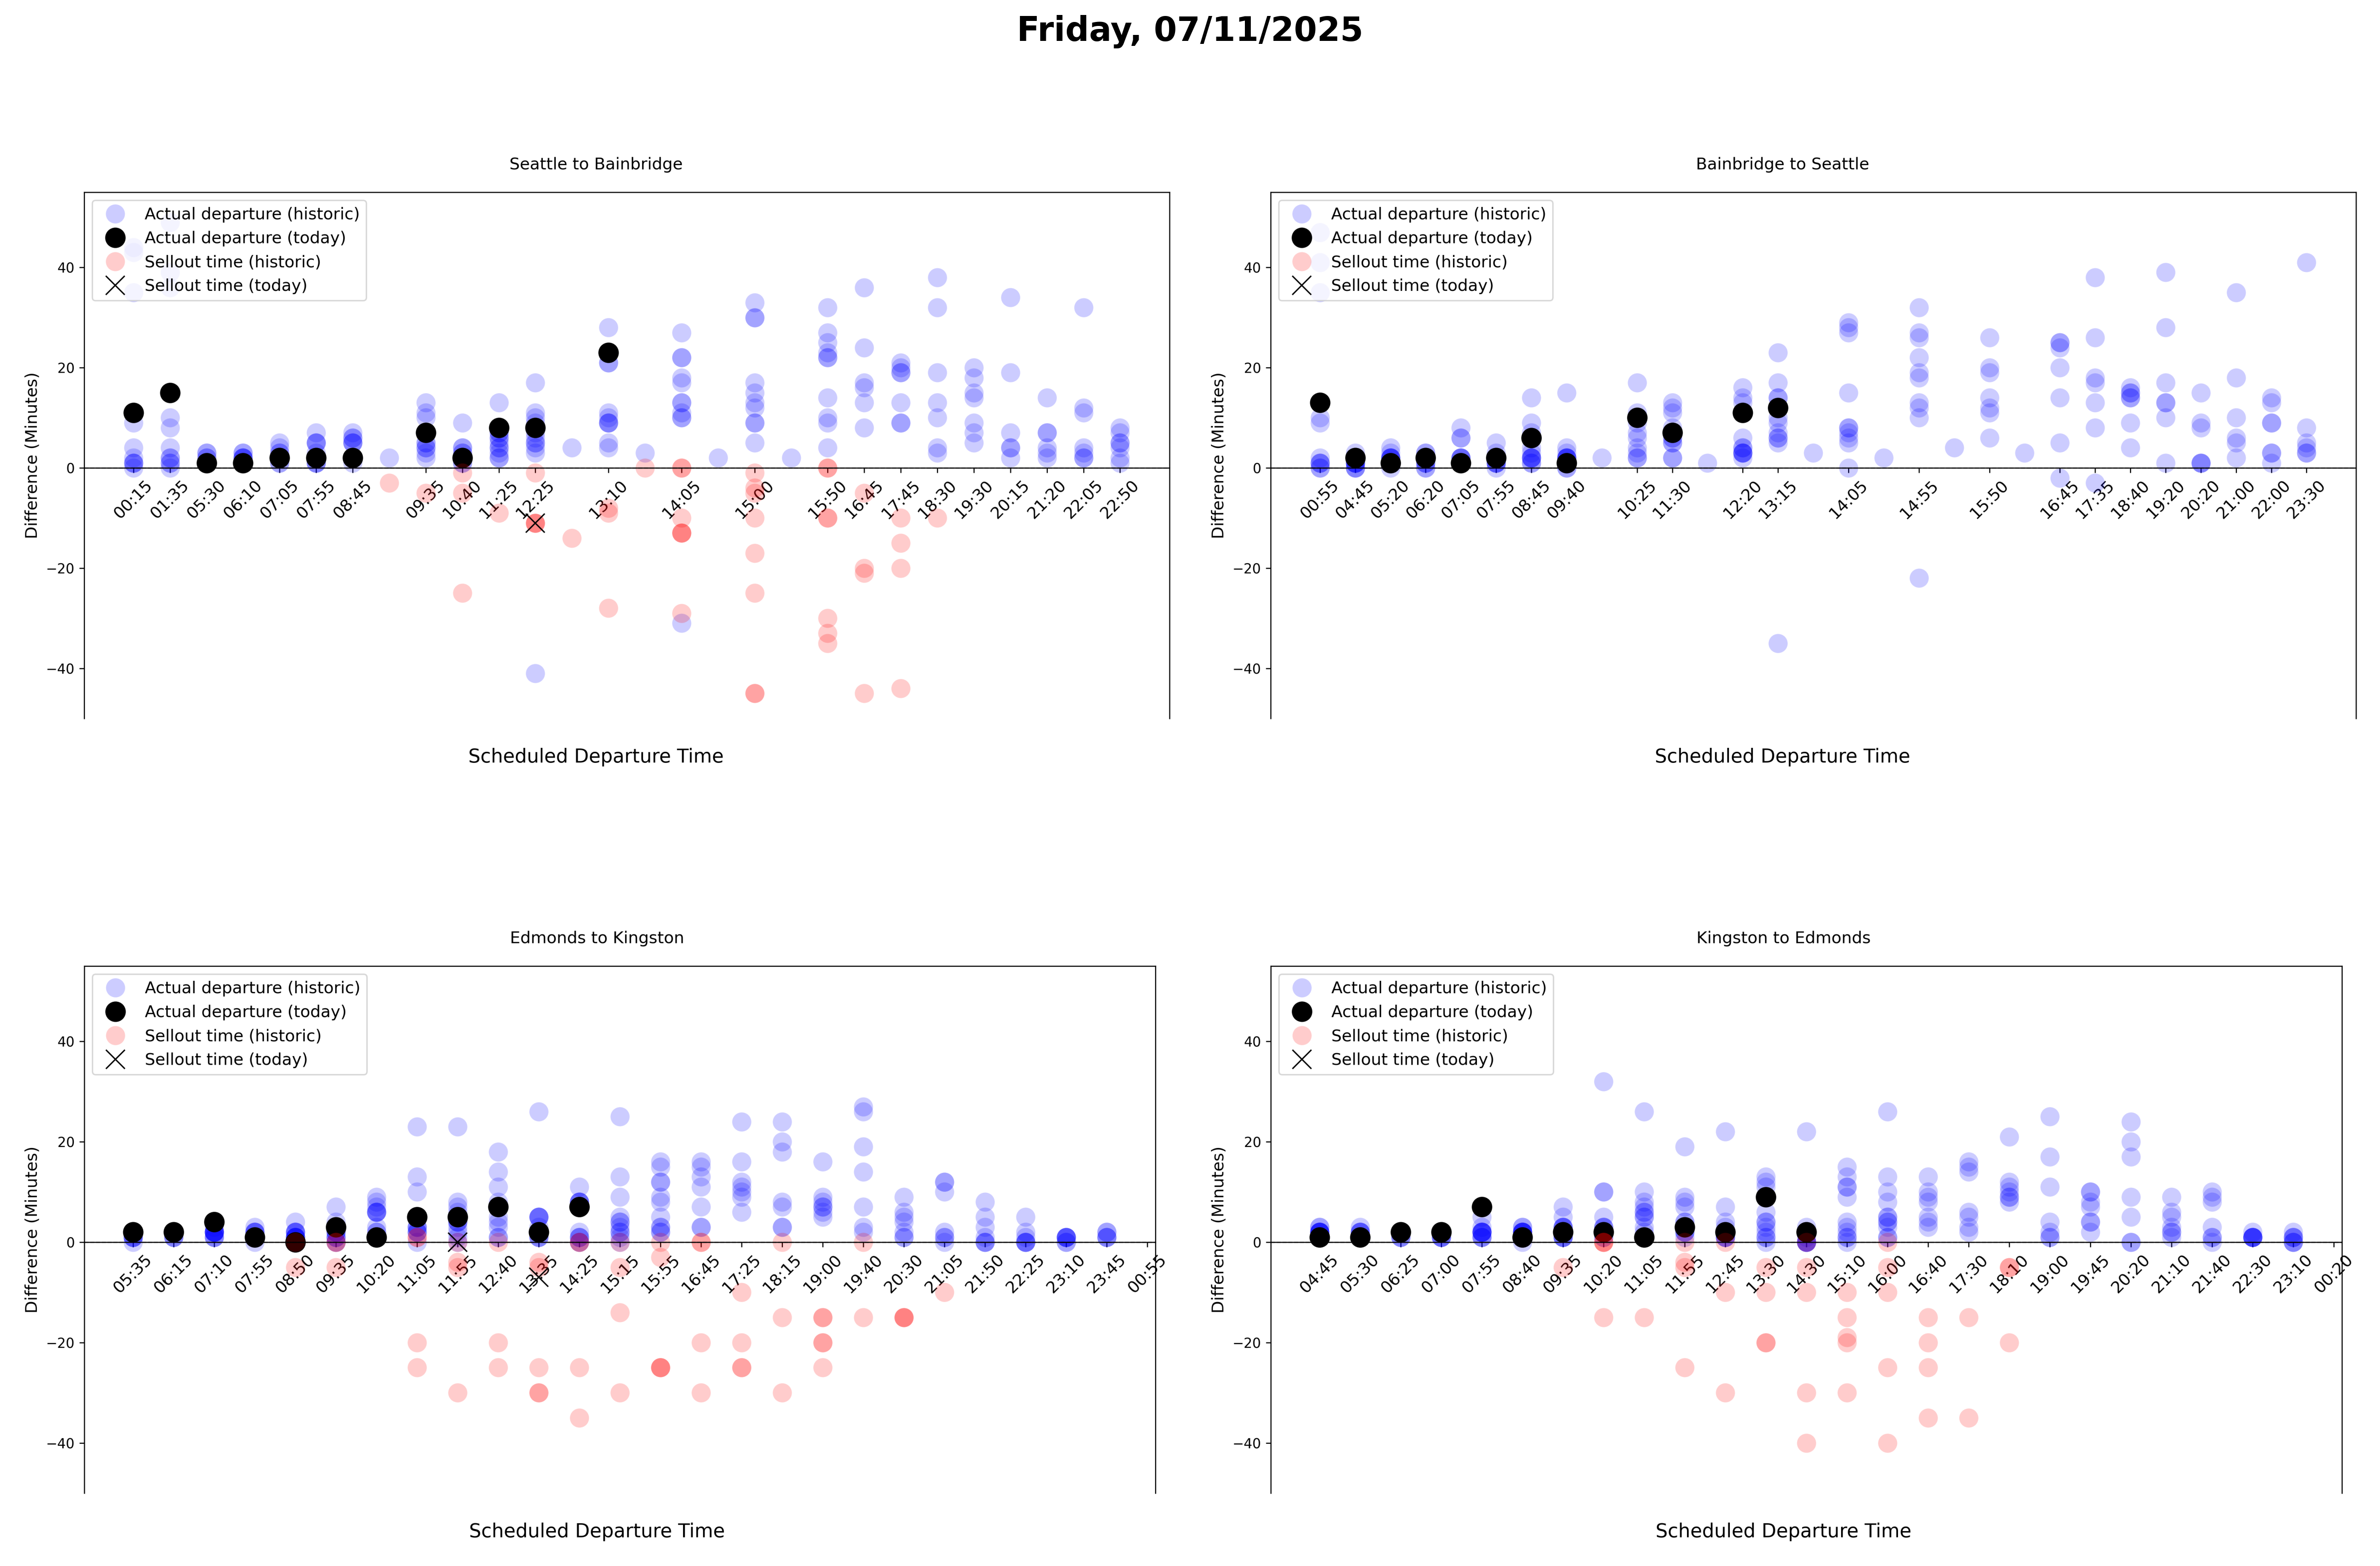 Friday, 07/11/2025
Seattle to Bainbridge
Actual departure (historic)
Actual departure (today)
Sellout time (historic)
Sellout time (today)
Difference (Minutes)
40
20
0
−20
−40
00:15 01:35 05:30 06:10 07:05 07:55 08:45 09:35 10:40 11:25 12:25 13:10 14:05 15:00 15:50 16:45 17:45 18:30 19:30 20:15 21:20 22:05 22:50
Scheduled Departure Time
Bainbridge to Seattle
Actual departure (historic)
Actual departure (today)
Sellout time (historic)
Sellout time (today)
Difference (Minutes)
40
20
0
−20
−40
00:55 04:45 05:20 06:20 07:05 07:55 08:45 09:40 10:25 11:30 12:20 13:15 14:05 14:55 15:50 16:45 17:35 18:40 19:20 20:20 21:00 22:00 23:30
Scheduled Departure Time
Edmonds to Kingston
Actual departure (historic)
Actual departure (today)
Sellout time (historic)
Sellout time (today)
Difference (Minutes)
40
20
0
−20
−40
05:35 06:15 07:10 07:55 08:50 09:35 10:20 11:05 11:55 12:40 13:35 14:25 15:15 15:55 16:45 17:25 18:15 19:00 19:40 20:30 21:05 21:50 22:25 23:10 23:45 00:55
Scheduled Departure Time
Kingston to Edmonds
Actual departure (historic)
Actual departure (today)
Sellout time (historic)
Sellout time (today)
Difference (Minutes)
40
20
0
−20
−40
04:45 05:30 06:25 07:00 07:55 08:40 09:35 10:20 11:05 11:55 12:45 13:30 14:30 15:10 16:00 16:40 17:30 18:10 19:00 19:45 20:20 21:10 21:40 22:30 23:10 00:20
Scheduled Departure Time